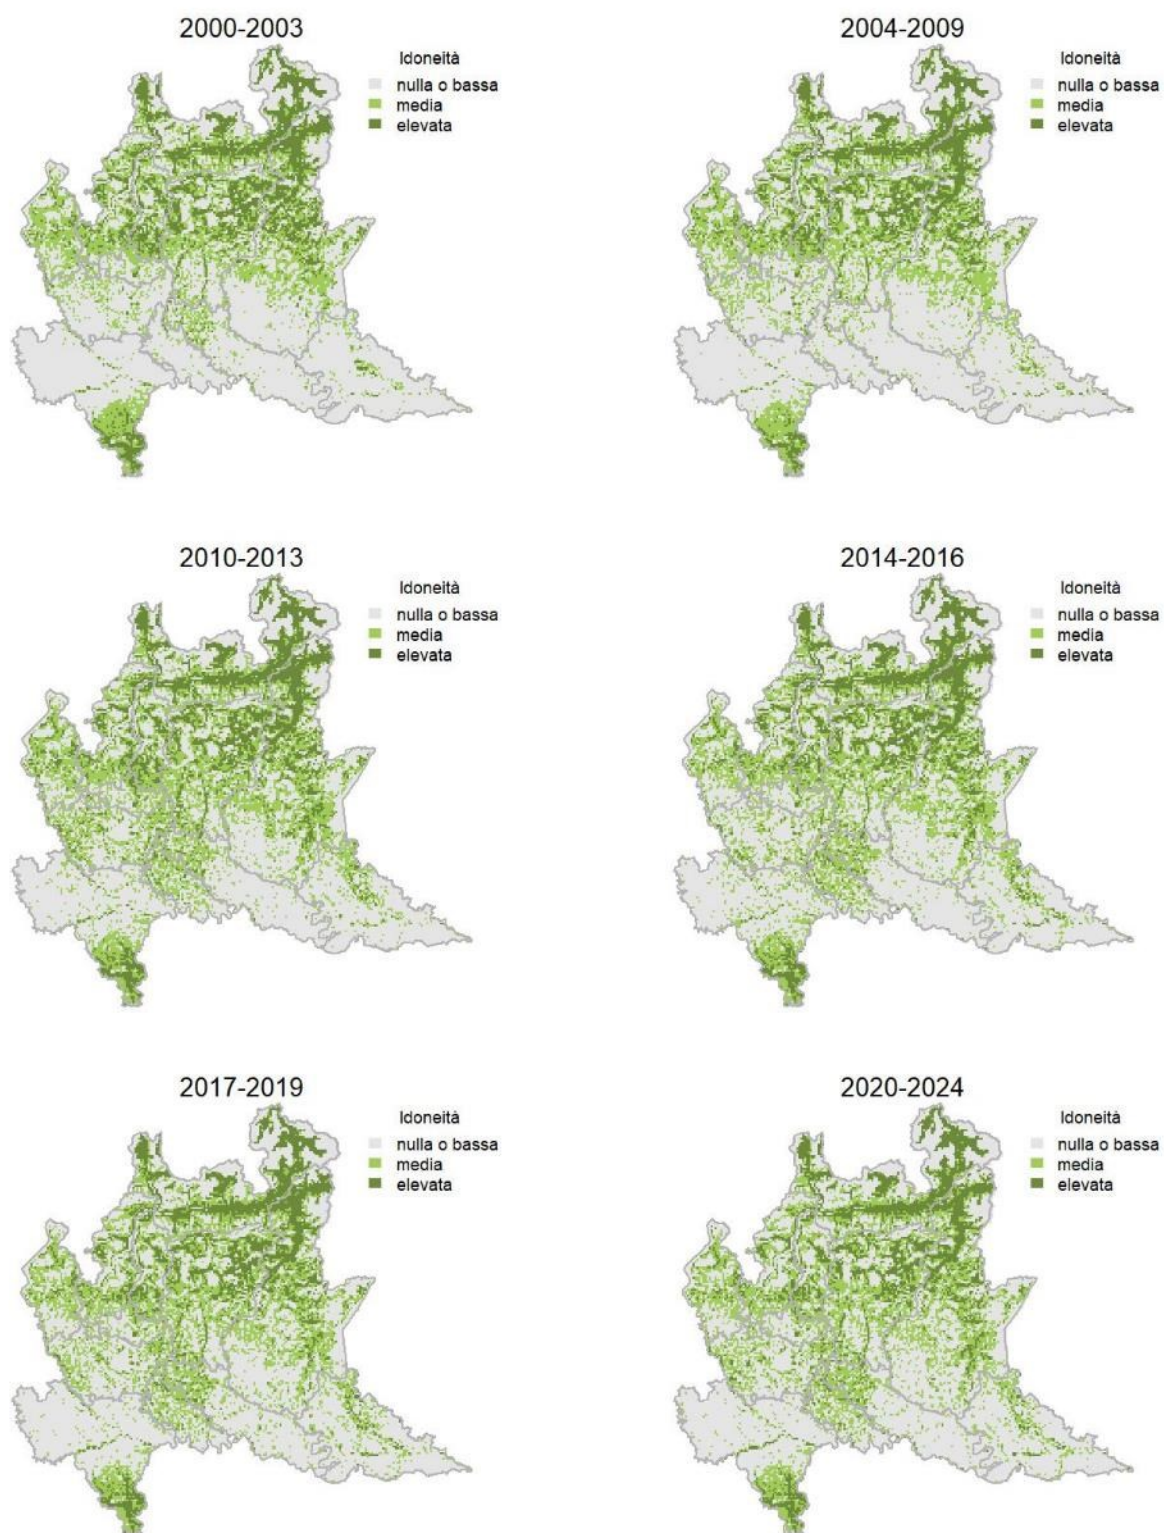 2000-2003
Idoneità
nulla o bassa
media
elevata
2004-2009
Idoneità
nulla o bassa
media
elevata
2010-2013
Idoneità
nulla o bassa
media
elevata
2014-2016
Idoneità
nulla o bassa
media
elevata
2017-2019
Idoneità
nulla o bassa
media
elevata
2020-2024
Idoneità
nulla o bassa
media
elevata